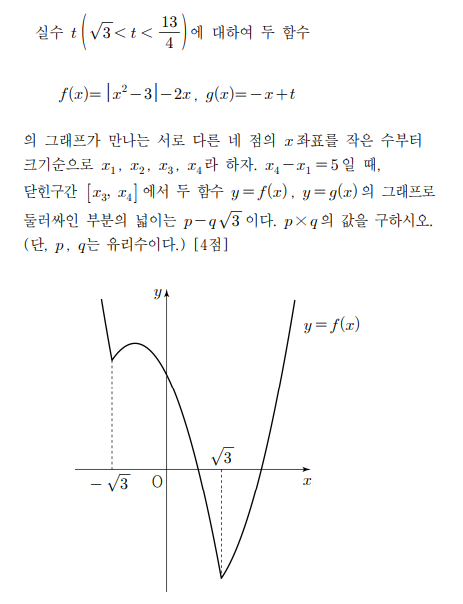 실수 t(√3<t<13/4)에 대하여 두 함수
f(x)=|x²-3|-2x, g(x)=-x+t
의 그래프가 만나는 서로 다른 네 점의 x좌표를 작은 수부터
크기순으로 x₁, x₂, x₃, x₄라 하자. x₄-x₁=5일 때,
닫힌구간 [x₃, x₄]에서 두 함수 y=f(x), y=g(x)의 그래프로
둘러싸인 부분의 넓이는 p-q√3이다. p×q의 값을 구하시오.
(단, p, q는 유리수이다.) [4점]
y
y=f(x)
√3
-√3 O x